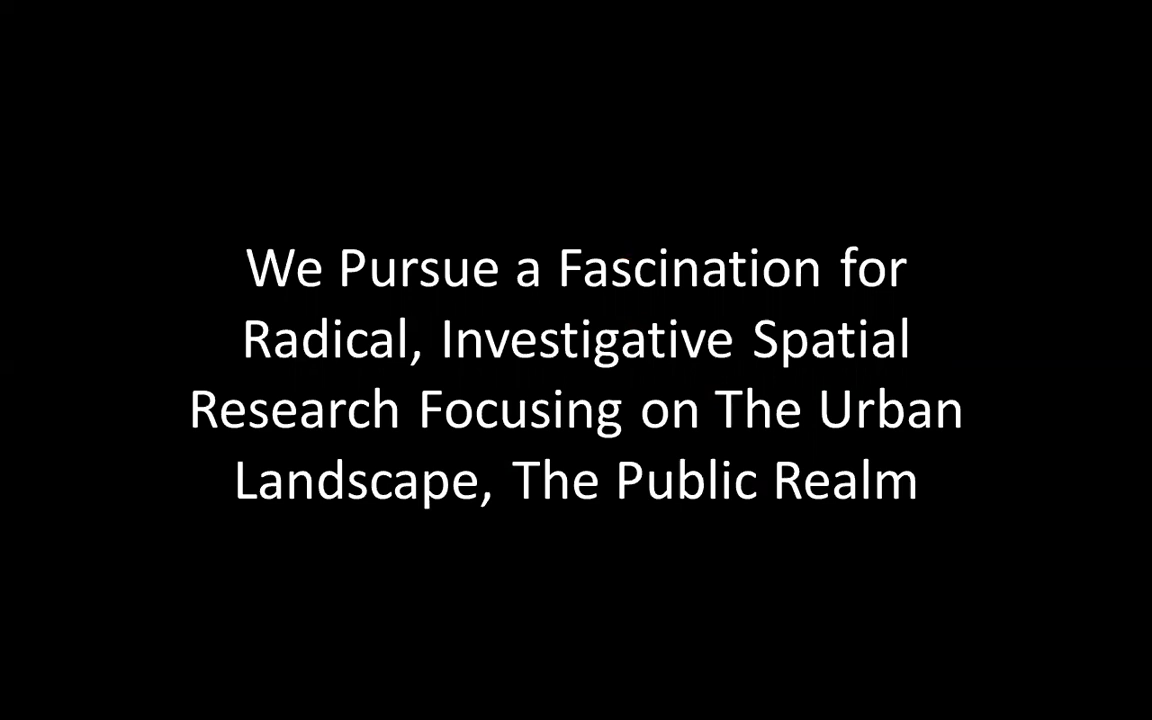 We Pursue a Fascination for
Radical, Investigative Spatial
Research Focusing on The Urban
Landscape, The Public Realm